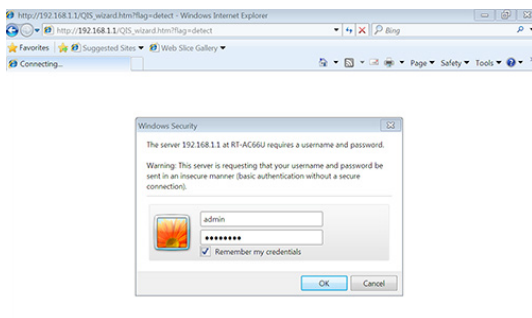 http://192.168.1.1/QIS_wizard.htm?flag=detect - Windows Internet Explorer
http://192.168.1.1/QIS_wizard.htm?flag=detect
Bing
Favorites
Suggested Sites
Web Slice Gallery
Connecting...
Page
Safety
Tools
Windows Security
The server 192.168.1.1 at RT-AC66U requires a username and password.
Warning: This server is requesting that your username and password be
sent in an insecure manner (basic authentication without a secure
connection).
admin
••••••••
Remember my credentials
OK
Cancel